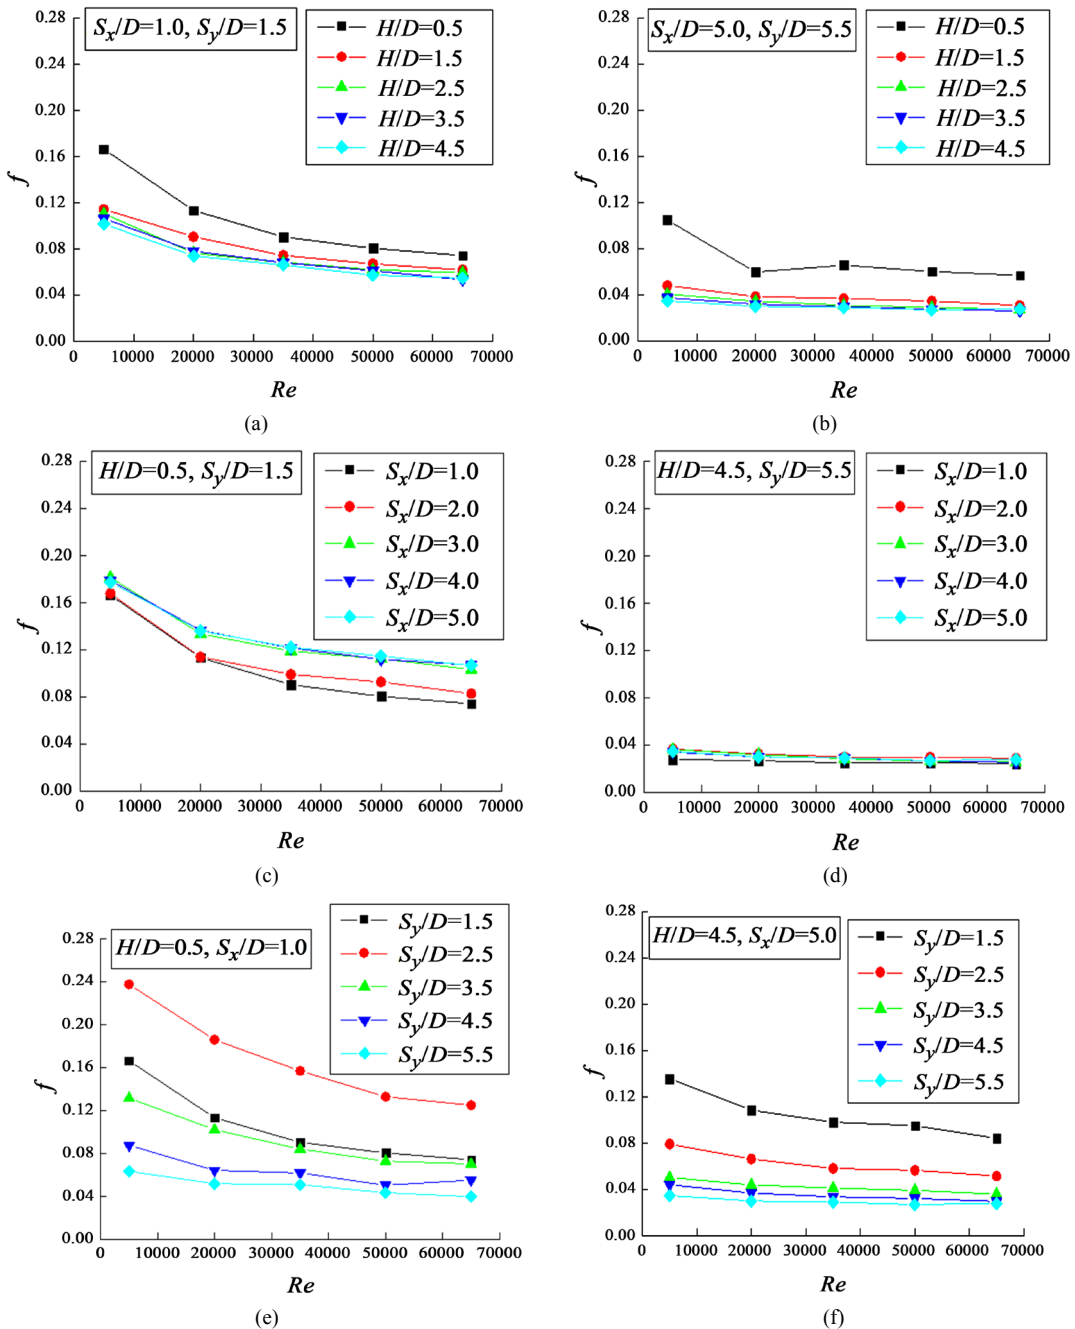 Sx/D=1.0, Sy/D=1.5
H/D=0.5
H/D=1.5
H/D=2.5
H/D=3.5
H/D=4.5
0.28
0.24
0.20
0.16
0.12
0.08
0.04
0.00
f
0 10000 20000 30000 40000 50000 60000 70000
Re
(a)
Sx/D=5.0, Sy/D=5.5
H/D=0.5
H/D=1.5
H/D=2.5
H/D=3.5
H/D=4.5
0.28
0.24
0.20
0.16
0.12
0.08
0.04
0.00
f
0 10000 20000 30000 40000 50000 60000 70000
Re
(b)
H/D=0.5, Sy/D=1.5
Sx/D=1.0
Sx/D=2.0
Sx/D=3.0
Sx/D=4.0
Sx/D=5.0
0.28
0.24
0.20
0.16
0.12
0.08
0.04
f
0 10000 20000 30000 40000 50000 60000 70000
Re
(c)
H/D=4.5, Sy/D=5.5
Sx/D=1.0
Sx/D=2.0
Sx/D=3.0
Sx/D=4.0
Sx/D=5.0
0.28
0.24
0.20
0.16
0.12
0.08
0.04
0.00
f
0 10000 20000 30000 40000 50000 60000 70000
Re
(d)
H/D=0.5, Sx/D=1.0
Sy/D=1.5
Sy/D=2.5
Sy/D=3.5
Sy/D=4.5
Sy/D=5.5
0.28
0.24
0.20
0.16
0.12
0.08
0.04
0.00
f
0 10000 20000 30000 40000 50000 60000 70000
Re
(e)
H/D=4.5, Sx/D=5.0
Sy/D=1.5
Sy/D=2.5
Sy/D=3.5
Sy/D=4.5
Sy/D=5.5
0.28
0.24
0.20
0.16
0.12
0.08
0.04
0.00
f
0 10000 20000 30000 40000 50000 60000 70000
Re
(f)